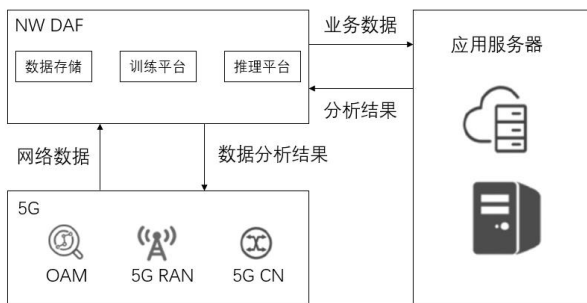 NW DAF
业务数据
应用服务器
数据存储
训练平台
推理平台
分析结果
网络数据
数据分析结果
5G
OAM
5G RAN
5G CN